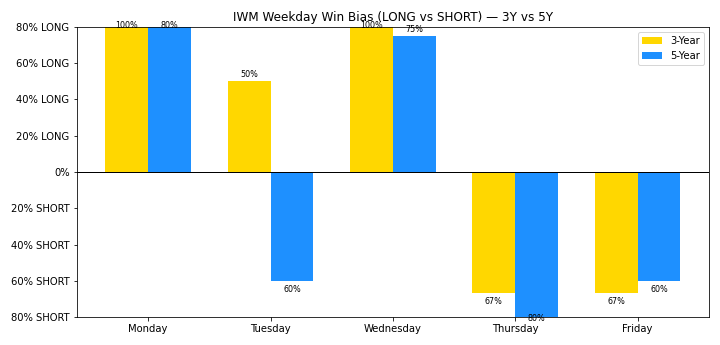 IWM Weekday Win Bias (LONG vs SHORT) — 3Y vs 5Y
80% LONG
60% LONG
40% LONG
20% LONG
0%
20% SHORT
40% SHORT
60% SHORT
80% SHORT
100%
80%
50%
60%
100%
75%
67%
80%
67%
60%
3-Year
5-Year
Monday
Tuesday
Wednesday
Thursday
Friday